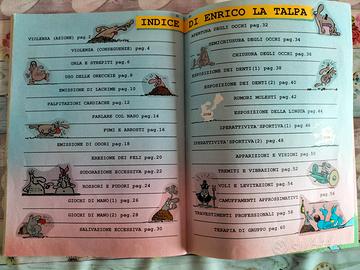 INDICE DI ENRICO LA TALPA
VIOLENZA (AZIONE) pag.2
VIOLENZA (CONSEGUENZE) pag.4
URLA E STREPITI pag.6
USO DELLE ORECCHIE pag.8
EMISSIONE DI LACRIME pag.10
PALPITAZIONI CARDIACHE pag.12
PARLARE COL NASO pag.14
FUMI E ARROSTI pag.16
EMISSIONE DI ODORI pag.18
EREZIONE DEI PELI pag.20
SUDORAZIONE ECCESSIVA pag.22
ROSSORI E PUDORI pag.24
GIOCHI DI MANO(1) pag.26
GIOCHI DI MANO(2) pag.28
SALIVAZIONE ECCESSIVA pag.30
APERTURA DEGLI OCCHI pag.32
SEMICHIUSURA DEGLI OCCHI pag.34
CHIUSURA DEGLI OCCHI pag.36
ESPOSIZIONE DEI DENTI(1) pag.38
ESPOSIZIONE DEI DENTI(2) pag.40
RUMORI MOLESTI pag.42
ESPOSIZIONE DELLA LINGUA pag.44
IPERATTIVITA'SPORTIVA(1) pag.46
IPERATTIVITA'SPORTIVA(2) pag.48
APPARIZIONI E VISIONI pag.50
TREMITI E VIBRAZIONI pag.52
VOLI E LEVITAZIONI pag.54
CAMUFFAMENTI APPROSSIMATIVI pag.56
TRAVESTIMENTI PROFESSIONALI pag.58
TERAPIA DI GRUPPO pag.60